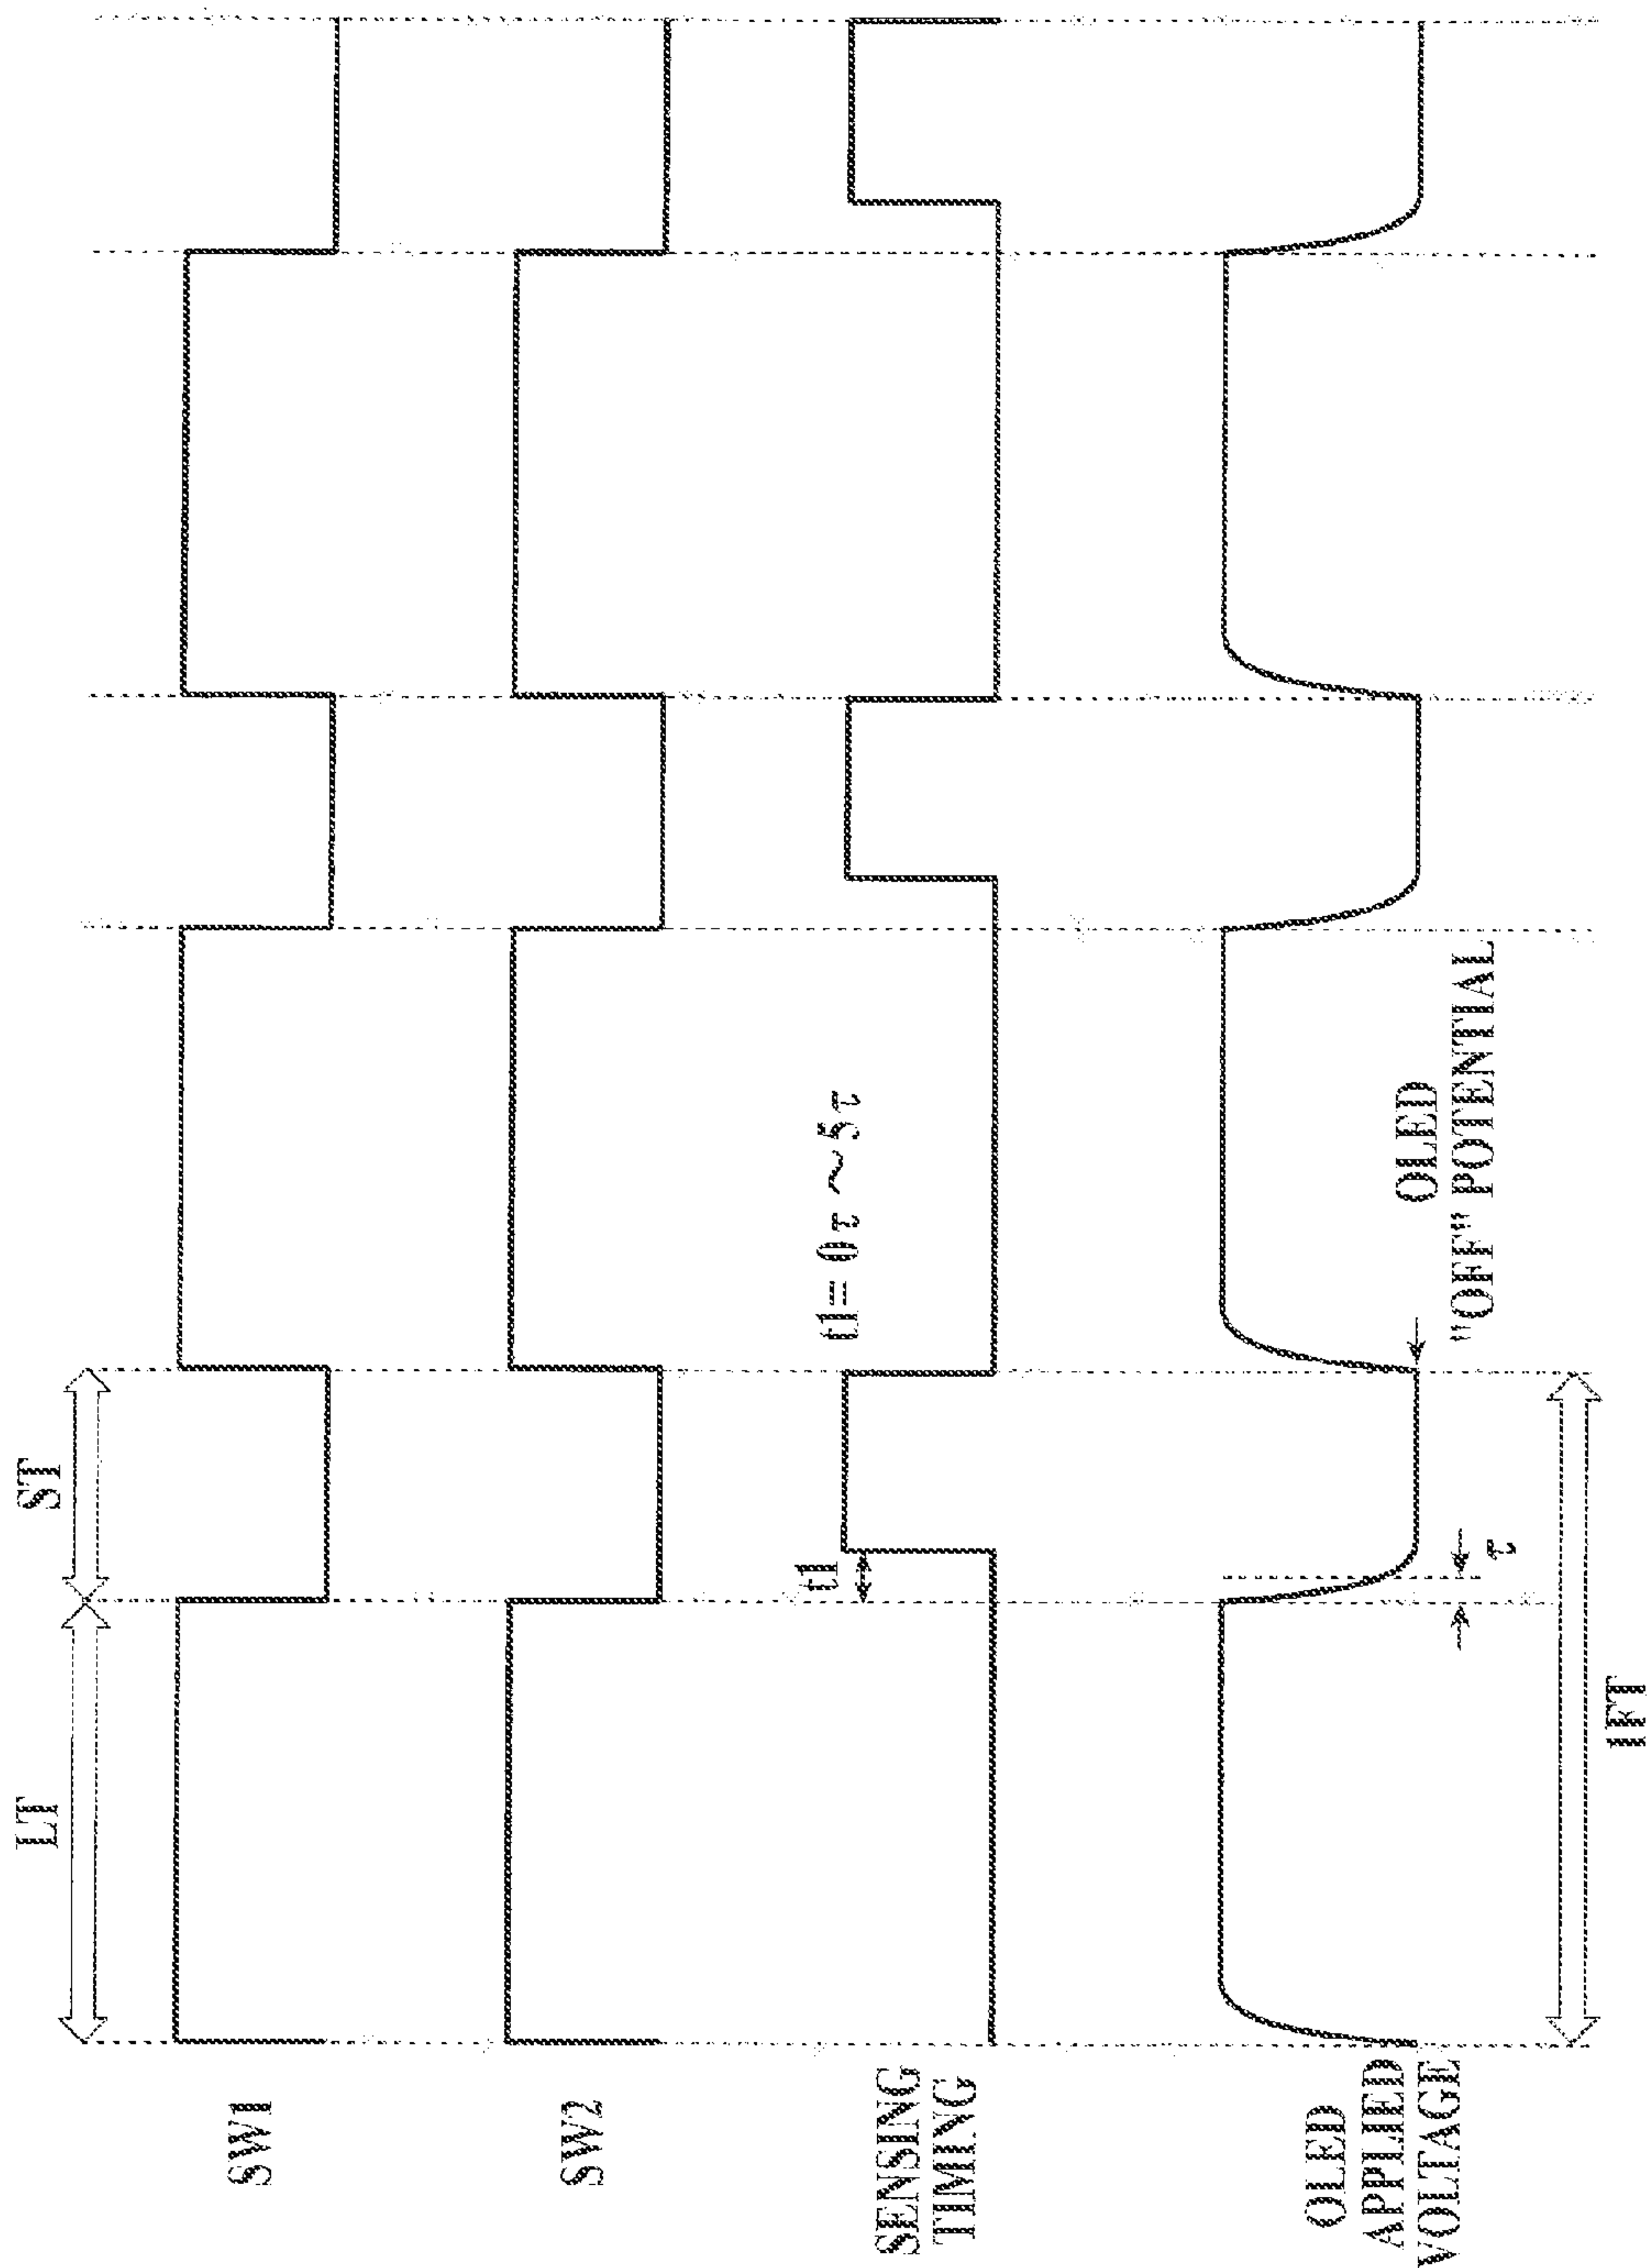 LT
ST
SW1
SW2
SENSING
TIMING
t1
t1= 0τ ~5τ
OLED
APPLIED
VOLTAGE
τ
OLED
"OFF" POTENTIAL
1FT